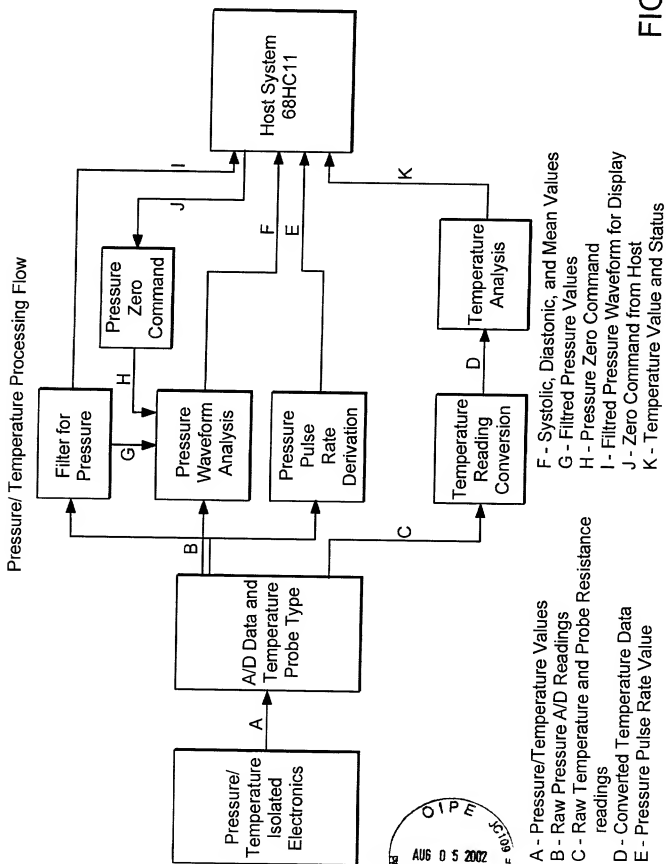 Pressure/ Temperature Processing Flow
Pressure/
Temperature
Isolated
Electronics
A
A/D Data and
Temperature
Probe Type
B
C
Filter for
Pressure
G
H
Pressure
Zero
Command
Pressure
Waveform
Analysis
Pressure
Pulse
Rate
Derivation
Temperature
Reading
Conversion
D
Temperature
Analysis
I
J
F
E
K
Host System
68HC11
A - Pressure/Temperature Values
B - Raw Pressure A/D Readings
C - Raw Temperature and Probe Resistance
readings
D - Converted Temperature Data
E - Pressure Pulse Rate Value
F - Systolic, Diastonic, and Mean Values
G - Filtred Pressure Values
H - Pressure Zero Command
I - Filtred Pressure Waveform for Display
J - Zero Command from Host
K - Temperature Value and Status
FIG
OIPE
AUG 05 2002